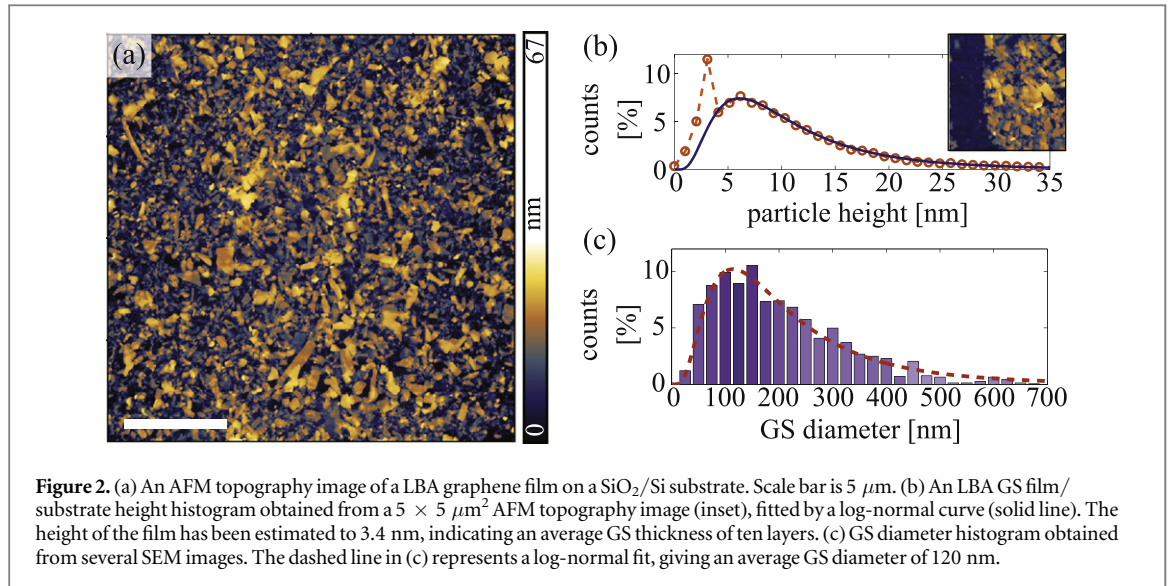 (a)
67
nm
0
(b)
counts
[%]
10
5
0
0 5 10 15 20 25 30 35
particle height [nm]
(c)
counts
[%]
10
5
0
0 100 200 300 400 500 600 700
GS diameter [nm]
Figure 2. (a) An AFM topography image of a LBA graphene film on a SiO₂/Si substrate. Scale bar is 5 μm. (b) An LBA GS film/
substrate height histogram obtained from a 5 × 5 μm² AFM topography image (inset), fitted by a log-normal curve (solid line). The
height of the film has been estimated to 3.4 nm, indicating an average GS thickness of ten layers. (c) GS diameter histogram obtained
from several SEM images. The dashed line in (c) represents a log-normal fit, giving an average GS diameter of 120 nm.